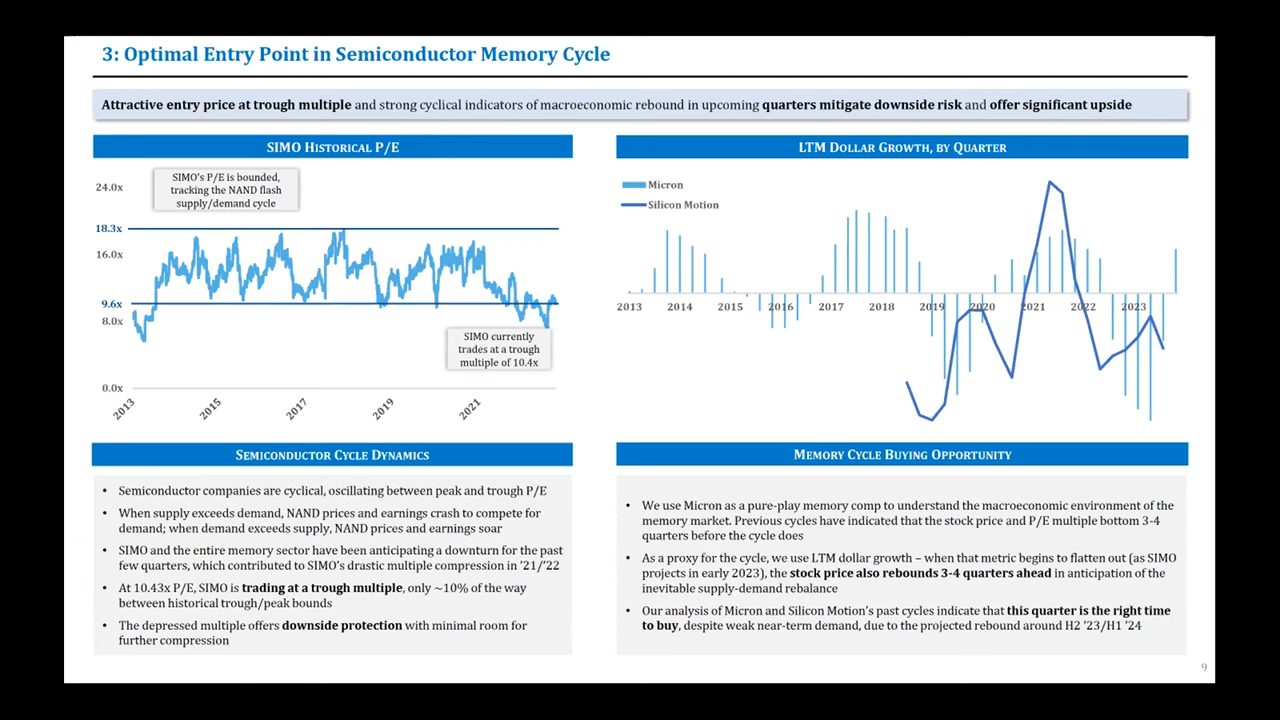 3: Optimal Entry Point in Semiconductor Memory Cycle
Attractive entry price at trough multiple and strong cyclical indicators of macroeconomic rebound in upcoming quarters mitigate downside risk and offer significant upside
SIMO Historical P/E
24.0x
18.3x
16.0x
9.6x
8.0x
0.0x
SIMO's P/E is bounded,
tracking the NAND flash
supply/demand cycle
SIMO currently
trades at a trough
multiple of 10.4x
2013
2015
2017
2019
2021
LTM Dollar Growth, by Quarter
Micron
Silicon Motion
2013 2014 2015 2016 2017 2018 2019 2020 2021 2022 2023
Semiconductor Cycle Dynamics
• Semiconductor companies are cyclical, oscillating between peak and trough P/E
• When supply exceeds demand, NAND prices and earnings crash to compete for
demand; when demand exceeds supply, NAND prices and earnings soar
• SIMO and the entire memory sector have been anticipating a downturn for the past
few quarters, which contributed to SIMO's drastic multiple compression in '21/'22
• At 10.43x P/E, SIMO is trading at a trough multiple, only ~10% of the way
between historical trough/peak bounds
• The depressed multiple offers downside protection with minimal room for
further compression
Memory Cycle Buying Opportunity
• We use Micron as a pure-play memory comp to understand the macroeconomic environment of the
memory market. Previous cycles have indicated that the stock price and P/E multiple bottom 3-4
quarters before the cycle does
• As a proxy for the cycle, we use LTM dollar growth – when that metric begins to flatten out (as SIMO
projects in early 2023), the stock price also rebounds 3-4 quarters ahead in anticipation of the
inevitable supply-demand rebalance
• Our analysis of Micron and Silicon Motion's past cycles indicate that this quarter is the right time
to buy, despite weak near-term demand, due to the projected rebound around H2 '23/H1 '24
9